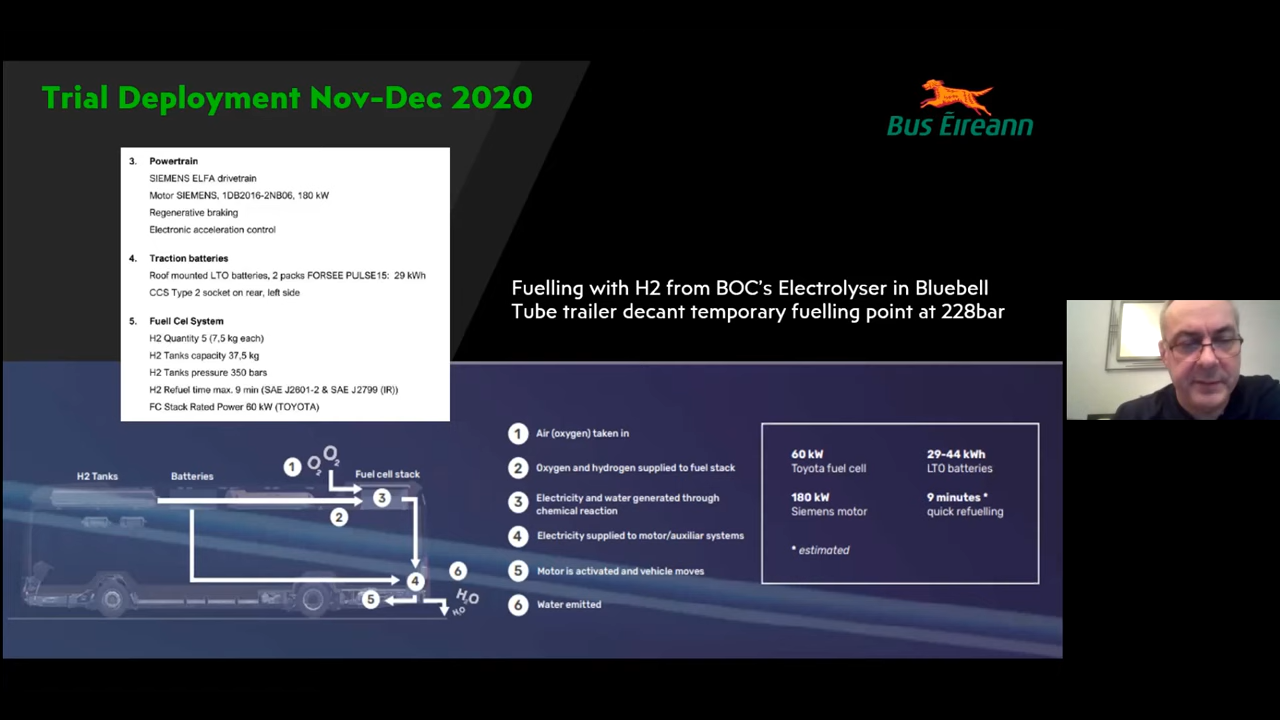 Trial Deployment Nov-Dec 2020
Bus Éireann
3. Powertrain
SIEMENS ELFA drivetrain
Motor SIEMENS, 1DB2016-2NB06, 180 kW
Regenerative braking
Electronic acceleration control
4. Traction batteries
Roof mounted LTO batteries, 2 packs FORSEE PULSE15: 29 kWh
CCS Type 2 socket on rear, left side
5. Fuell Cel System
H2 Quantity 5 (7,5 kg each)
H2 Tanks capacity 37,5 kg
H2 Tanks pressure 350 bars
H2 Refuel time max. 9 min (SAE J2601-2 & SAE J2799 (IR))
FC Stack Rated Power 60 kW (TOYOTA)
Fuelling with H2 from BOC's Electrolyser in Bluebell
Tube trailer decant temporary fuelling point at 228bar
H2 Tanks
Batteries
1
O2
O2
Fuel cell stack
3
2
4
5
6
H2O
H2O
1 Air (oxygen) taken in
2 Oxygen and hydrogen supplied to fuel stack
3 Electricity and water generated through
chemical reaction
4 Electricity supplied to motor/auxiliar systems
5 Motor is activated and vehicle moves
6 Water emitted
60 kW
Toyota fuel cell
29-44 kWh
LTO batteries
180 kW
Siemens motor
9 minutes *
quick refuelling
* estimated